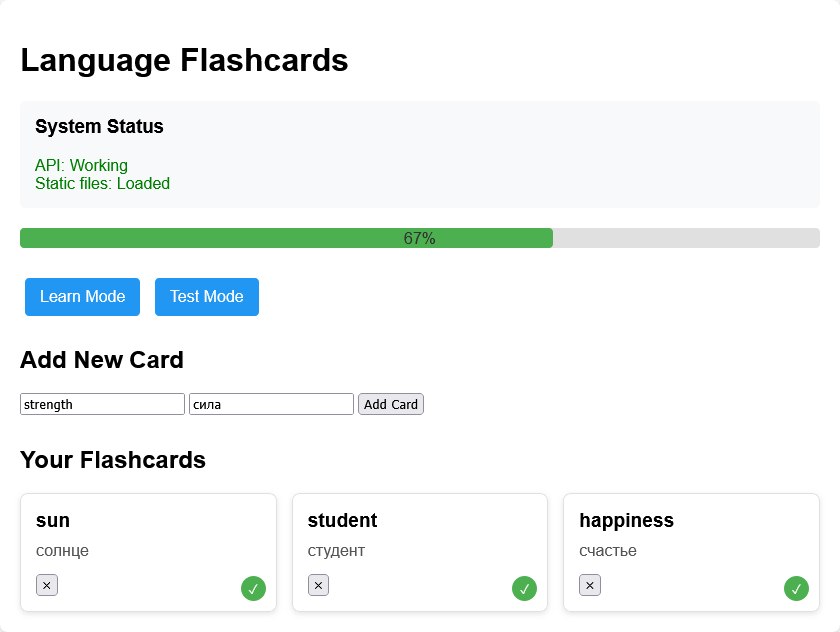 Language Flashcards
System Status
API: Working
Static files: Loaded
67%
Learn Mode Test Mode
Add New Card
strength сила Add Card
Your Flashcards
sun student happiness
солнце студент счастье
× × ×
✓ ✓ ✓